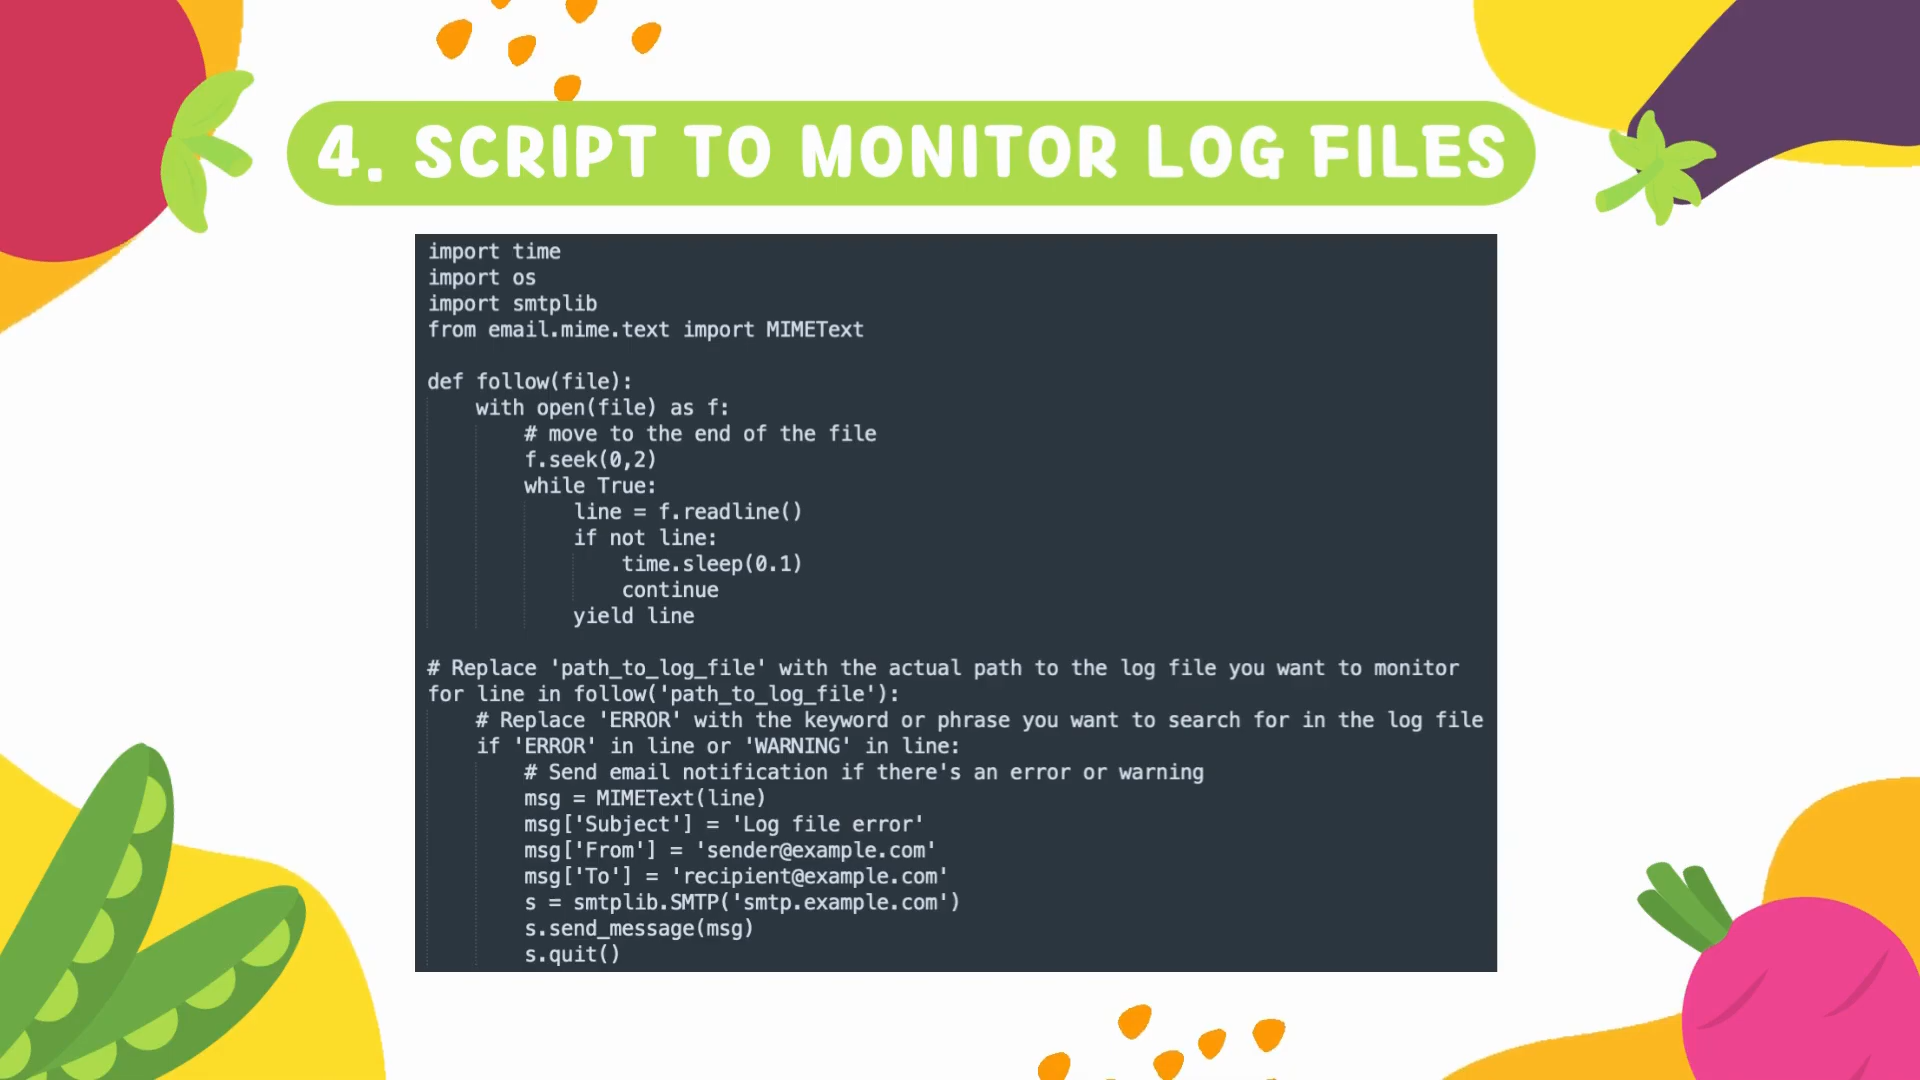 4. SCRIPT TO MONITOR LOG FILES
import time
import os
import smtplib
from email.mime.text import MIMEText
def follow(file):
    with open(file) as f:
        # move to the end of the file
        f.seek(0,2)
        while True:
            line = f.readline()
            if not line:
                time.sleep(0.1)
                continue
            yield line
# Replace 'path_to_log_file' with the actual path to the log file you want to monitor
for line in follow('path_to_log_file'):
    # Replace 'ERROR' with the keyword or phrase you want to search for in the log file
    if 'ERROR' in line or 'WARNING' in line:
        # Send email notification if there's an error or warning
        msg = MIMEText(line)
        msg['Subject'] = 'Log file error'
        msg['From'] = 'sender@example.com'
        msg['To'] = 'recipient@example.com'
        s = smtplib.SMTP('smtp.example.com')
        s.send_message(msg)
        s.quit()